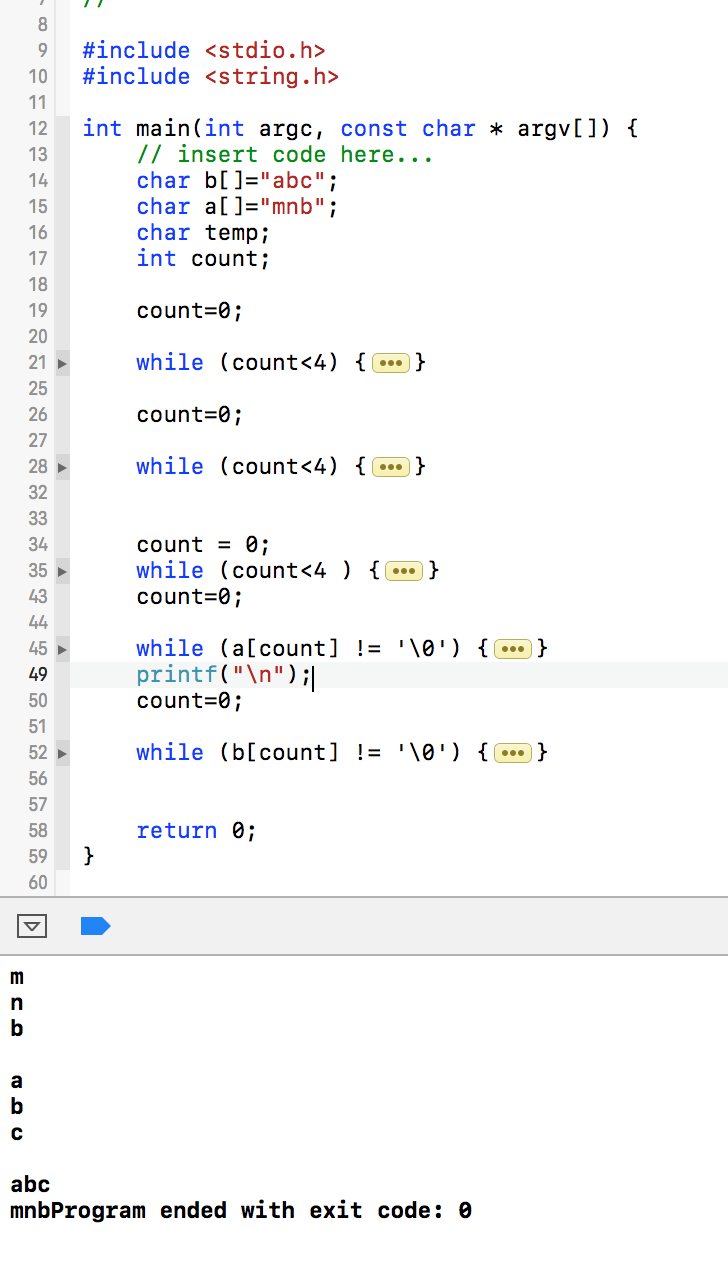 7 //
8
9 #include <stdio.h>
10 #include <string.h>
11
12 int main(int argc, const char * argv[]) {
13     // insert code here...
14     char b[]="abc";
15     char a[]="mnb";
16     char temp;
17     int count;
18
19     count=0;
20
21     while (count<4) {•••}
25
26     count=0;
27
28     while (count<4) {•••}
32
33
34     count = 0;
35     while (count<4 ) {•••}
43     count=0;
44
45     while (a[count] != '\0') {•••}
49     printf("\n");
50     count=0;
51
52     while (b[count] != '\0') {•••}
56
57
58     return 0;
59 }
60
m
n
b

a
b
c

abc
mnbProgram ended with exit code: 0